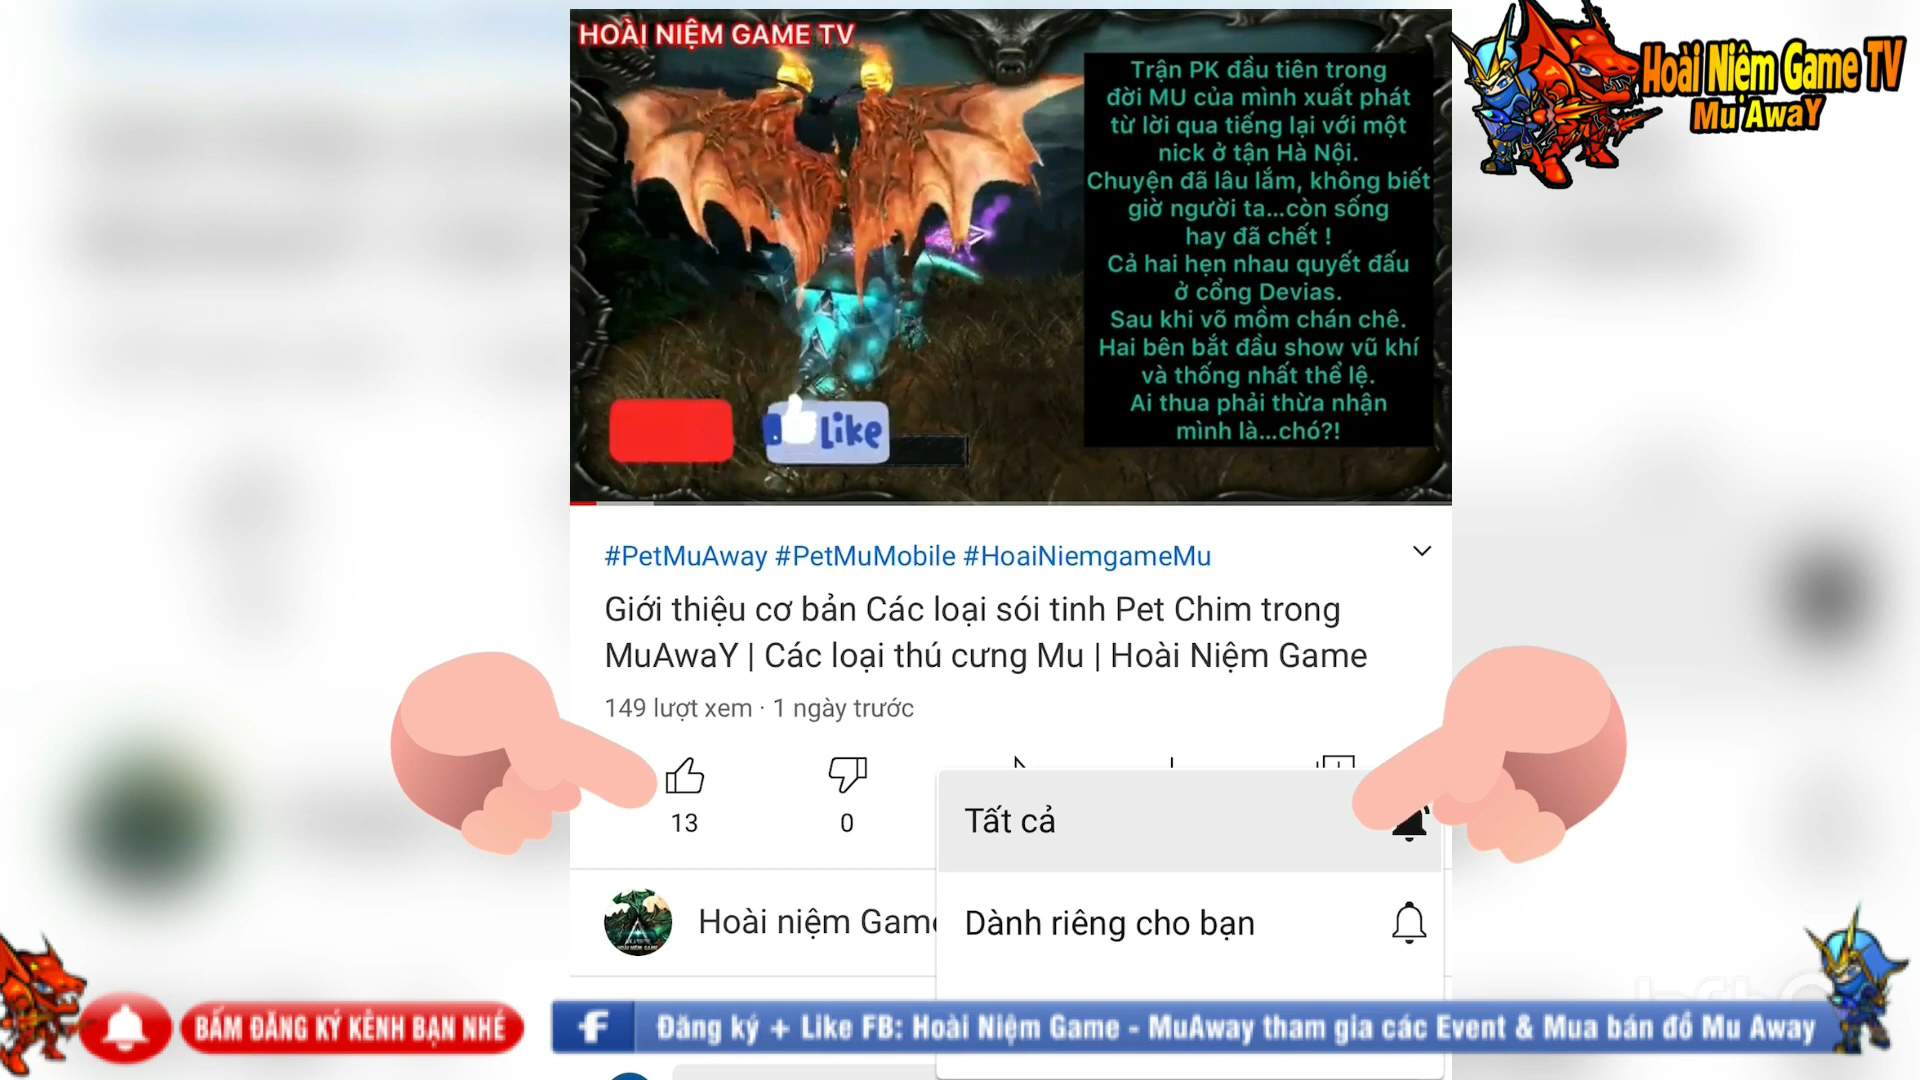 HOÀI NIỆM GAME TV
Trận PK đầu tiên trong
đời MU của mình xuất phát
từ lời qua tiếng lại với một
nick ở tận Hà Nội.
Chuyện đã lâu lắm, không biết
giờ người ta...còn sống
hay đã chết !
Cả hai hẹn nhau quyết đấu
ở cổng Devias.
Sau khi võ mồm chán chê.
Hai bên bắt đầu show vũ khí
và thống nhất thể lệ.
Ai thua phải thừa nhận
mình là...chó?!
Like
Hoài Niệm Game TV
Mu AwaY
#PetMuAway #PetMuMobile #HoaiNiemgameMu
Giới thiệu cơ bản Các loại sói tinh Pet Chim trong
MuAwaY | Các loại thú cưng Mu | Hoài Niệm Game
149 lượt xem · 1 ngày trước
13
0
Tất cả
Hoài niệm Game
Dành riêng cho bạn
BẤM ĐĂNG KÝ KÊNH BẠN NHÉ
Đăng ký + Like FB: Hoài Niệm Game - MuAway tham gia các Event & Mua bán đồ Mu Away